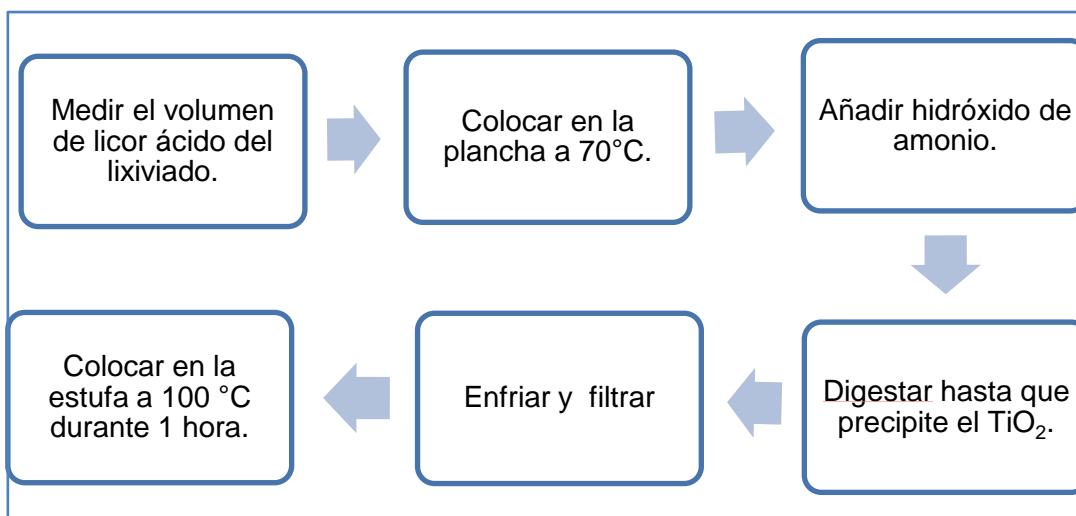 Medir el volumen
de licor ácido del
lixiviado.
Colocar en la
plancha a 70°C.
Añadir hidróxido de
amonio.
Digestar hasta que
precipite el TiO₂.
Enfriar y  filtrar
Colocar en la
estufa a 100 °C
durante 1 hora.